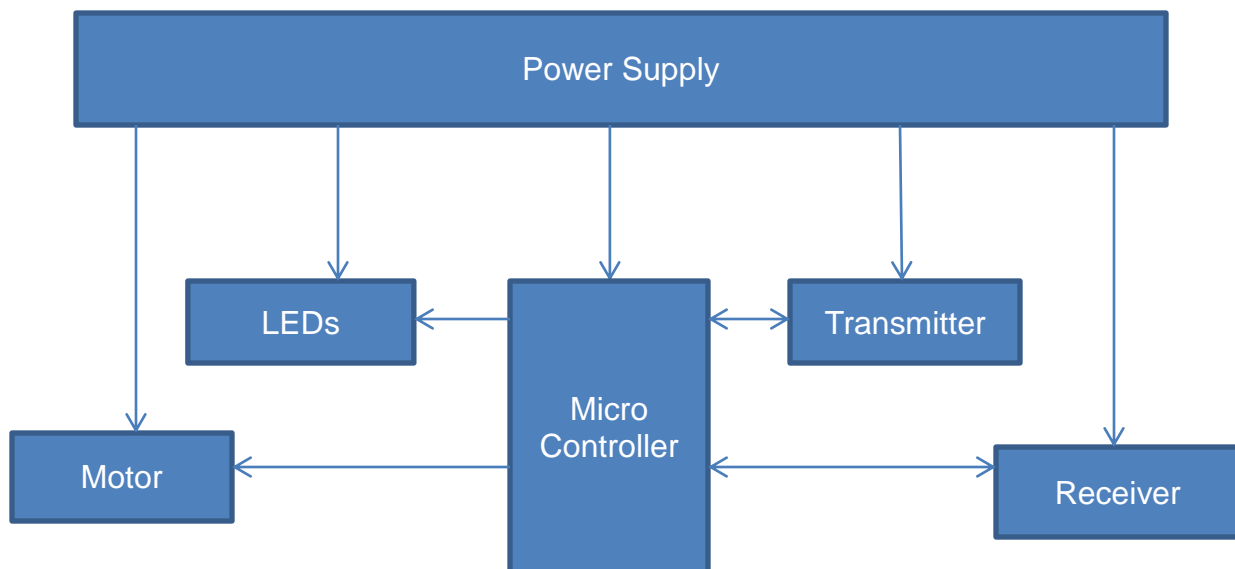 Power Supply
LEDs
Transmitter
Micro
Controller
Motor
Receiver